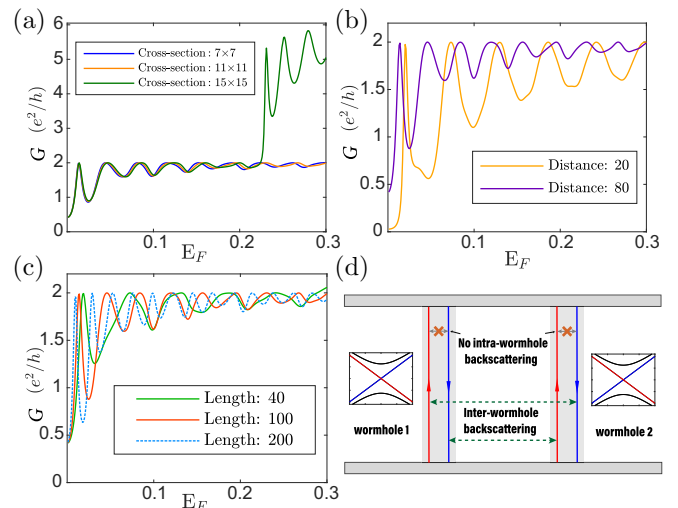 (a)
6
5
4
3
2
1
0
G (e²/h)
Cross-section: 7×7
Cross-section: 11×11
Cross-section: 15×15
0.1
0.2
0.3
E_F
(b)
2
1.5
1
0.5
0
G (e²/h)
Distance: 20
Distance: 80
0.1
0.2
0.3
E_F
(c)
2
1.5
1
0.5
0
G (e²/h)
Length: 40
Length: 100
Length: 200
0.1
0.2
0.3
E_F
(d)
No intra-wormhole
backscattering
Inter-wormhole
backscattering
wormhole 1
wormhole 2